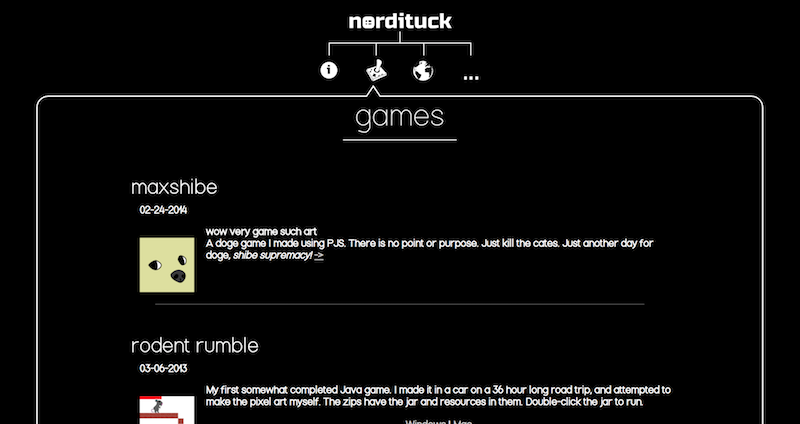 nordituck
...
games
maxshibe
02-24-2014
wow very game such art
A doge game I made using PJS. There is no point or purpose. Just kill the cates. Just another day for
doge, shibe supremacy! ->
rodent rumble
03-06-2013
My first somewhat completed Java game. I made it in a car on a 36 hour long road trip, and attempted to
make the pixel art myself. The zips have the jar and resources in them. Double-click the jar to run.
Windows | Mac